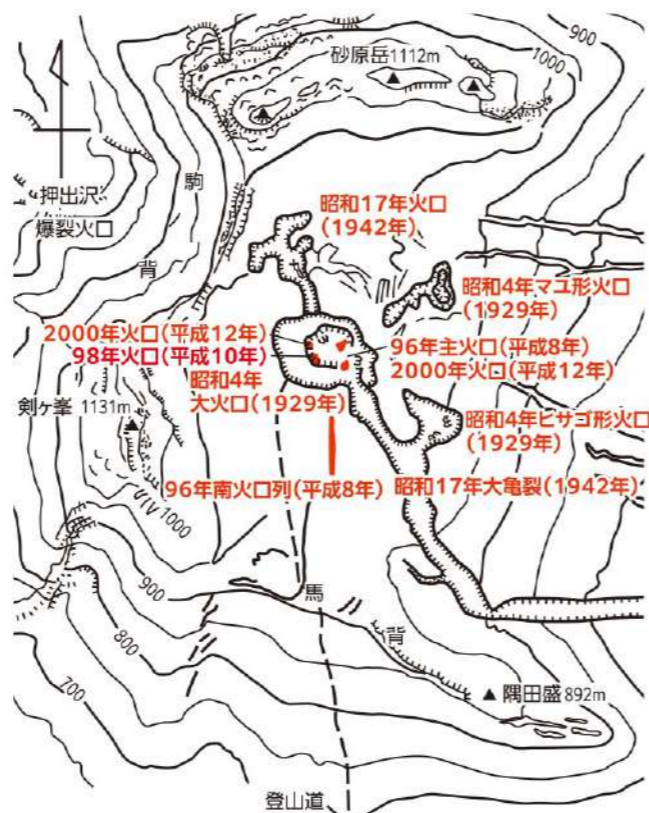 砂原岳1112m
900
1000
押出沢
爆裂火口
駒
背
昭和17年火口
(1942年)
昭和4年マユ形火口
(1929年)
2000年火口(平成12年)
98年火口(平成10年)
96年主火口(平成8年)
2000年火口(平成12年)
昭和4年
大火口(1929年)
剣ヶ峯 1131m
昭和4年ヒサゴ形火口
(1929年)
96年南火口列(平成8年)
昭和17年大亀裂(1942年)
1000
900
800
700
馬
背
隅田盛 892m
登山道